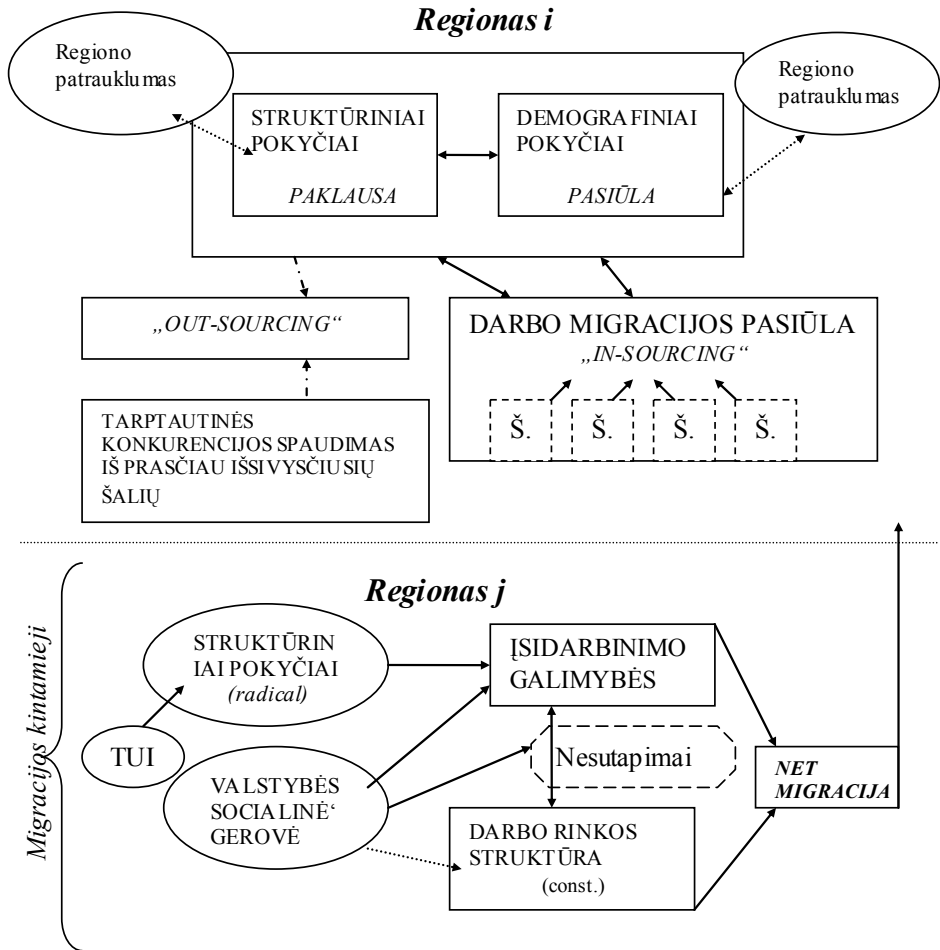 Regionas i
Regiono
patrauklumas
Regiono
patrauklumas
STRUKTŪRINIAI
POKYČIAI
PAKLAUSA
DEMOGRAFINIAI
POKYČIAI
PASIŪLA
„OUT-SOURCING“
DARBO MIGRACIJOS PASIŪLA
„IN-SOURCING“
Š.
Š.
Š.
Š.
TARPTAUTINĖS
KONKURENCIJOS SPAUDIMAS
IŠ PRASČIAU IŠSIVYSČIUSIŲ
ŠALIŲ
Migracijos kintamieji
Regionas j
STRUKTŪRIN
IAI POKYČIAI
(radical)
TUI
VALSTYBĖS
SOCIALINĖ‘
GEROVĖ
ĮSIDARBINIMO
GALIMYBĖS
Nesutapimai
DARBO RINKOS
STRUKTŪRA
(const.)
NET
MIGRACIJA